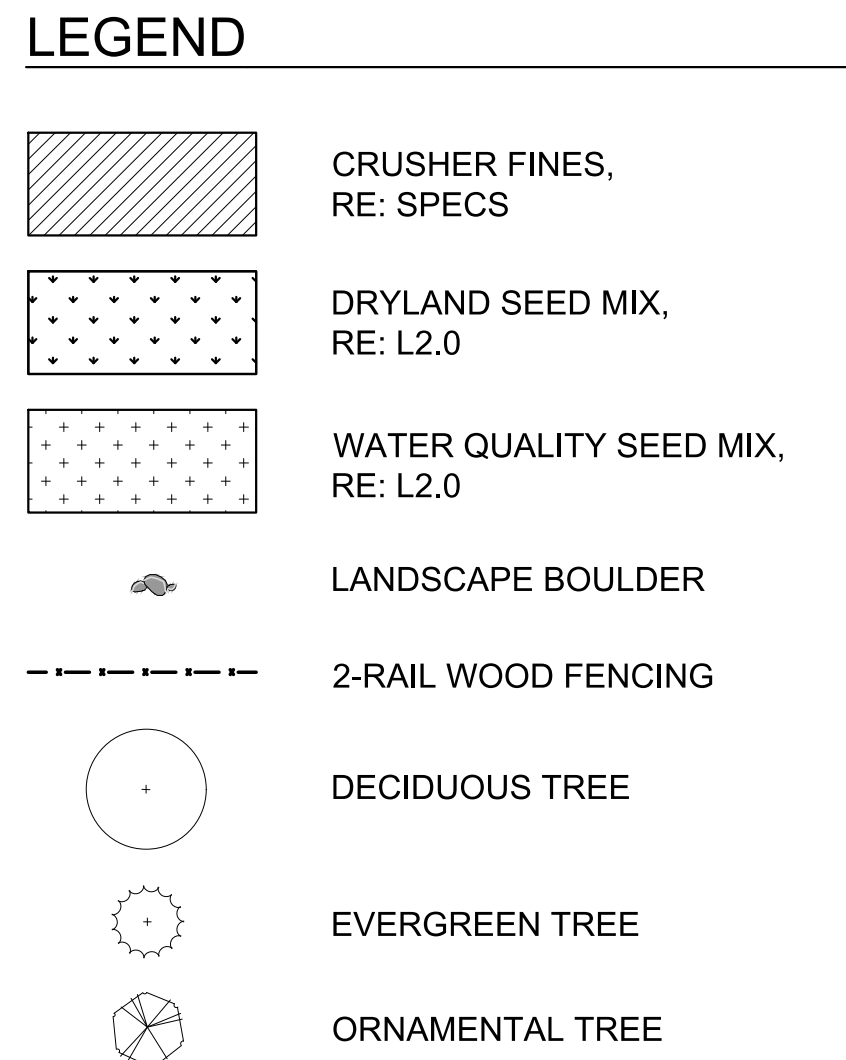 LEGEND
CRUSHER FINES,
RE: SPECS
DRYLAND SEED MIX,
RE: L2.0
WATER QUALITY SEED MIX,
RE: L2.0
LANDSCAPE BOULDER
2-RAIL WOOD FENCING
DECIDUOUS TREE
EVERGREEN TREE
ORNAMENTAL TREE